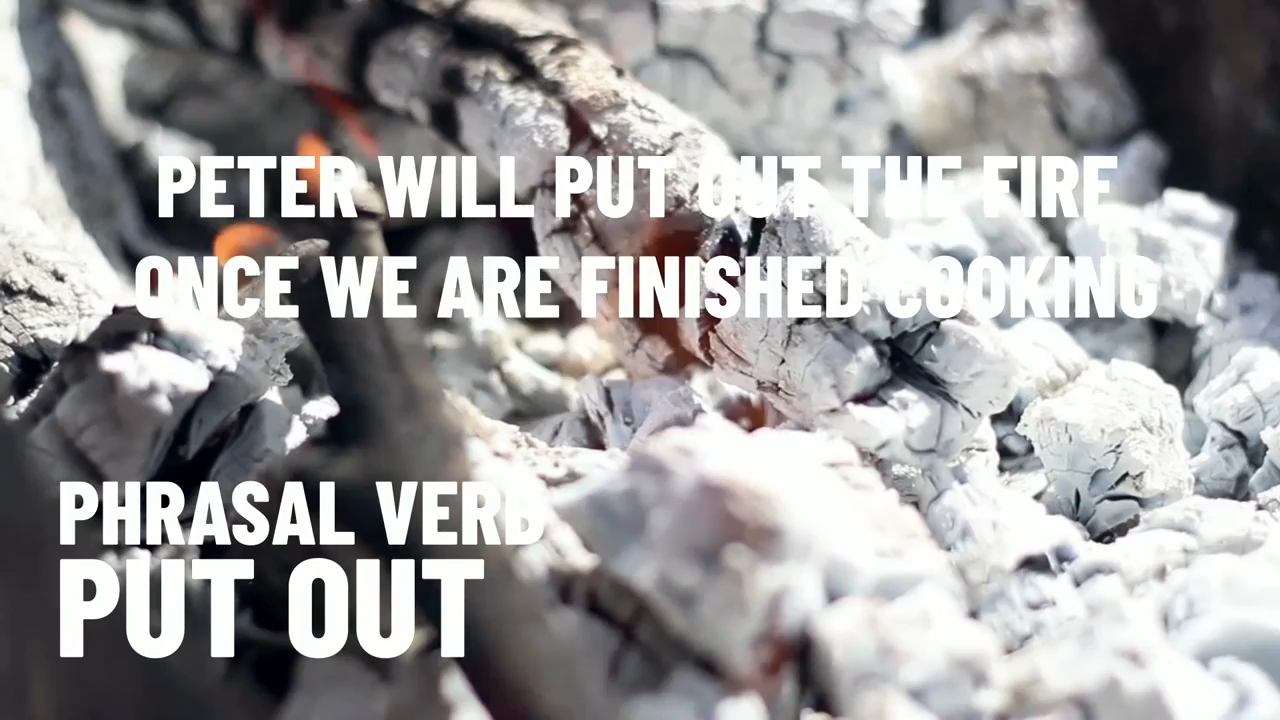 PETER WILL PUT OUT THE FIRE
ONCE WE ARE FINISHED COOKING
PHRASAL VERB
PUT OUT